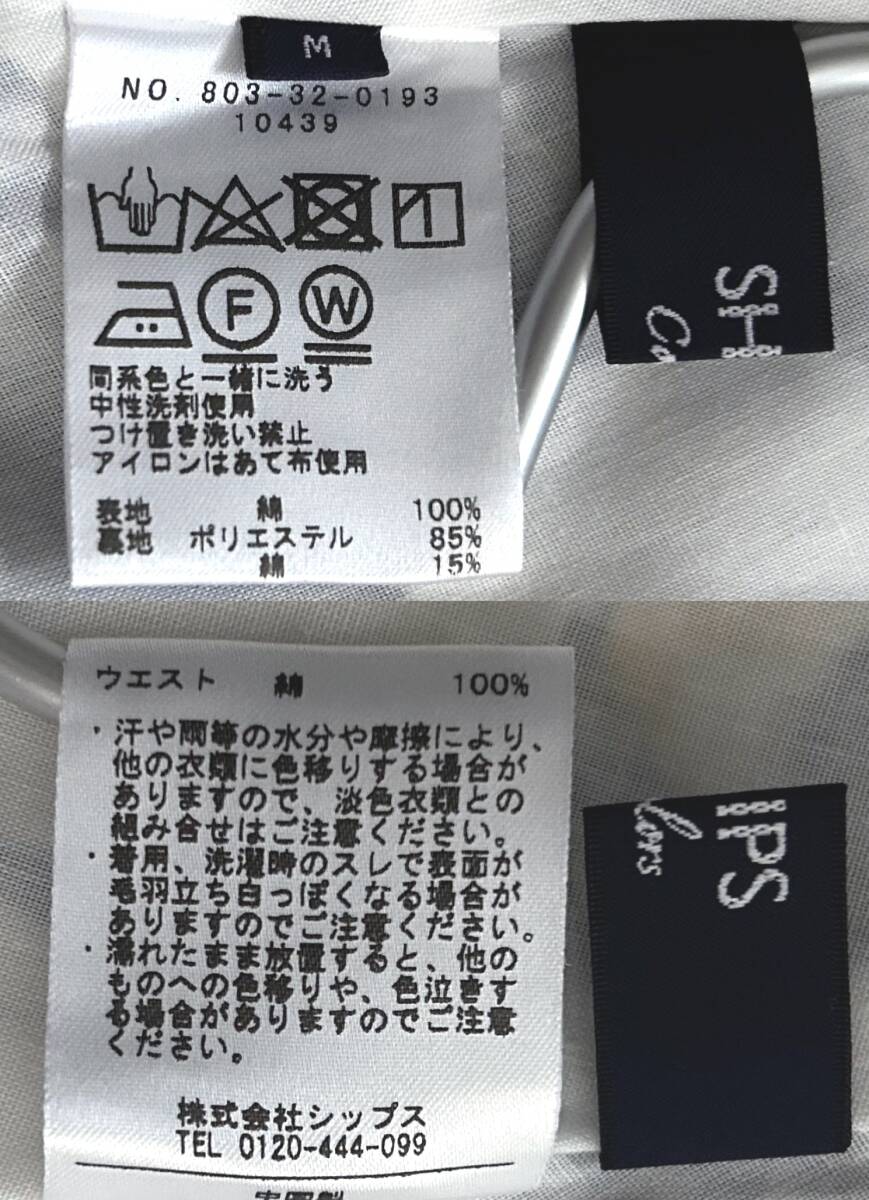 M
NO. 803-32-0193
10439
F
W
同系色と一緒に洗う
中性洗剤使用
つけ置き洗い禁止
アイロンはあて布使用
表地 綿 100%
裏地 ポリエステル 85%
綿 15%
ウエスト 綿 100%
・汗や雨等の水分や摩擦により、
他の衣類に色移りする場合が
ありますので、淡色衣類との
組み合せはご注意ください。
・着用、洗濯時のスレで表面が
毛羽立ち白っぽくなる場合が
ありますのでご注意ください。
・濡れたまま放置すると、他の
ものへの色移りや、色泣きす
る場合がありますのでご注意
ください。
株式会社シップス
TEL 0120-444-099
IPS
lors